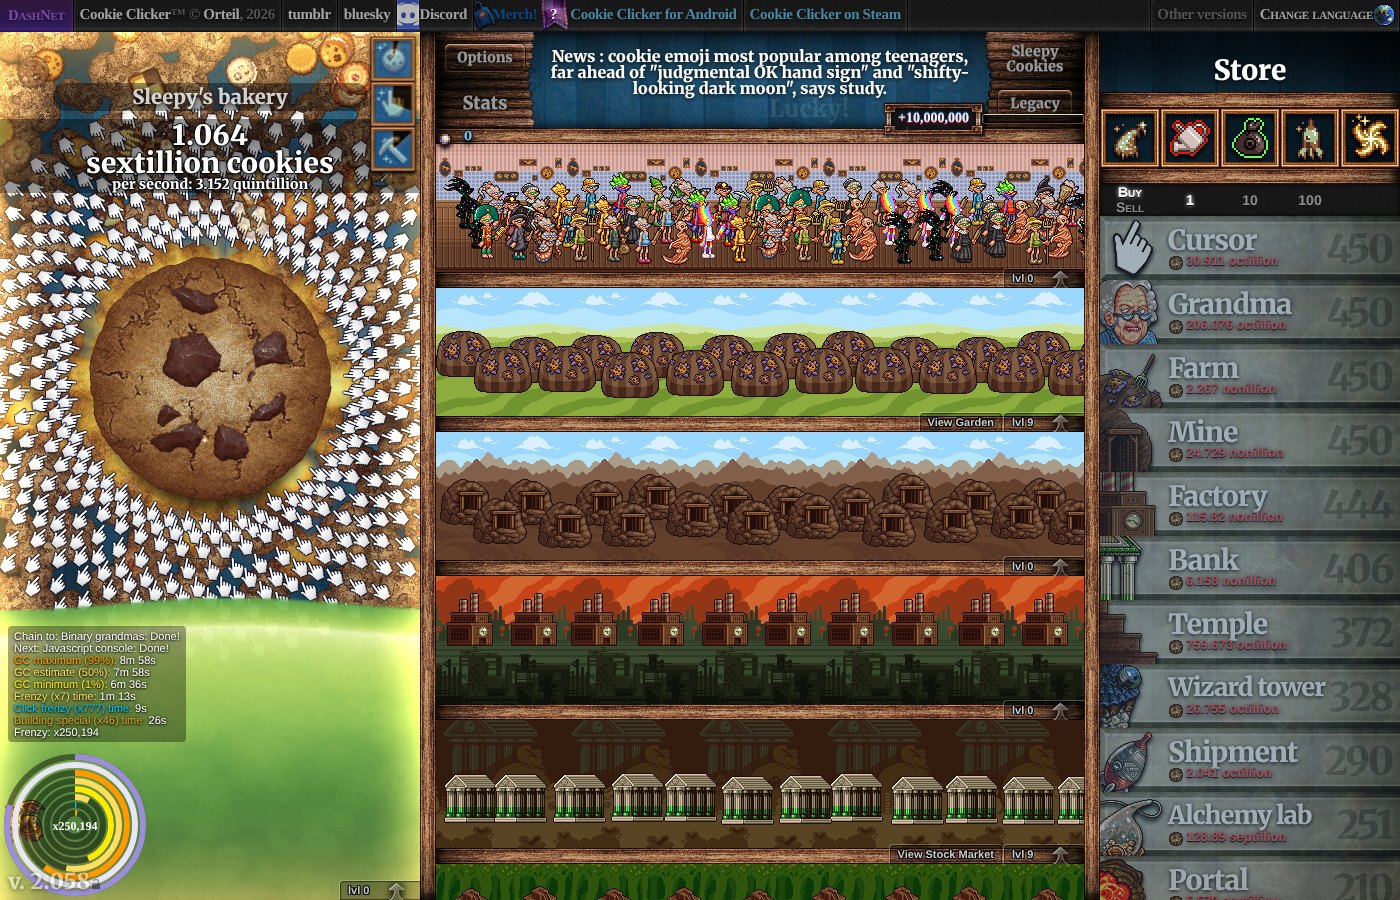 DashNet
Cookie Clicker™ © Orteil, 2026
tumblr
bluesky
Discord
Merch!
?
Cookie Clicker for Android
Cookie Clicker on Steam
Other versions
Change language
Sleepy's bakery
1.064
sextillion cookies
per second: 3.152 quintillion
Options
Stats
News : cookie emoji most popular among teenagers,
far ahead of "judgmental OK hand sign" and "shifty-
looking dark moon", says study.
Lucky!
+10,000,000
Sleepy
Cookies
Legacy
0
lvl 0
View Garden
lvl 9
lvl 0
lvl 0
View Stock Market
lvl 9
Chain to: Binary grandmas: Done!
Next: Javascript console: Done!
GC maximum (99%): 8m 58s
GC estimate (50%): 7m 58s
GC minimum (1%): 6m 36s
Frenzy (x7) time: 1m 13s
Click frenzy (x777) time: 9s
Building special (x46) time: 26s
Frenzy: x250,194
x250,194
v. 2.058
lvl 0
Store
Buy
Sell
1
10
100
Cursor
30.911 octillion
450
Grandma
206.076 octillion
450
Farm
2.267 nonillion
450
Mine
24.729 nonillion
450
Factory
115.82 nonillion
444
Bank
6.158 nonillion
406
Temple
759.673 octillion
372
Wizard tower
26.755 octillion
328
Shipment
2.041 octillion
290
Alchemy lab
128.89 septillion
251
Portal
210